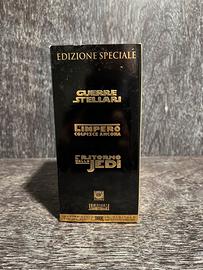 EDIZIONE SPECIALE
GUERRE
STELLARI
L'IMPERO
COLPISCE ANCORA
IL RITORNO
DELLO JEDI